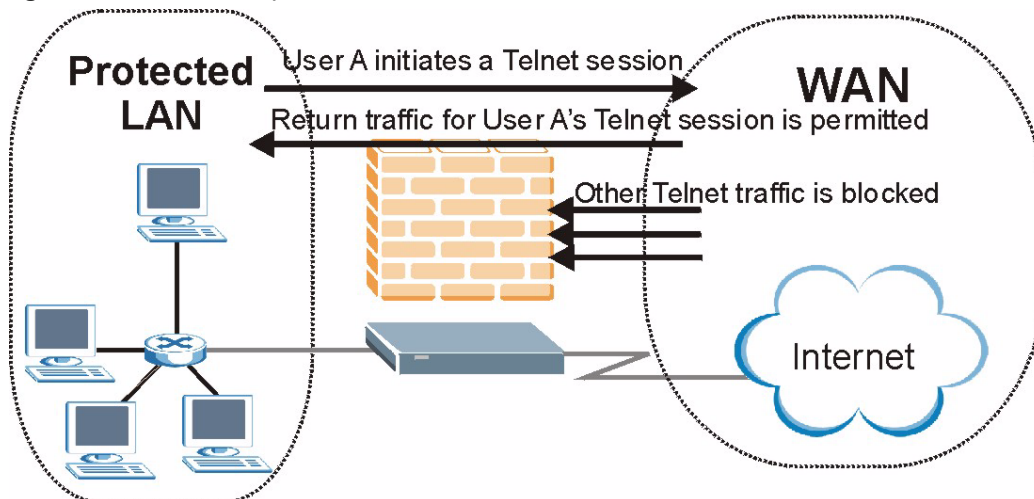 Protected
LAN
User A initiates a Telnet session
WAN
Return traffic for User A's Telnet session is permitted
Other Telnet traffic is blocked
Internet